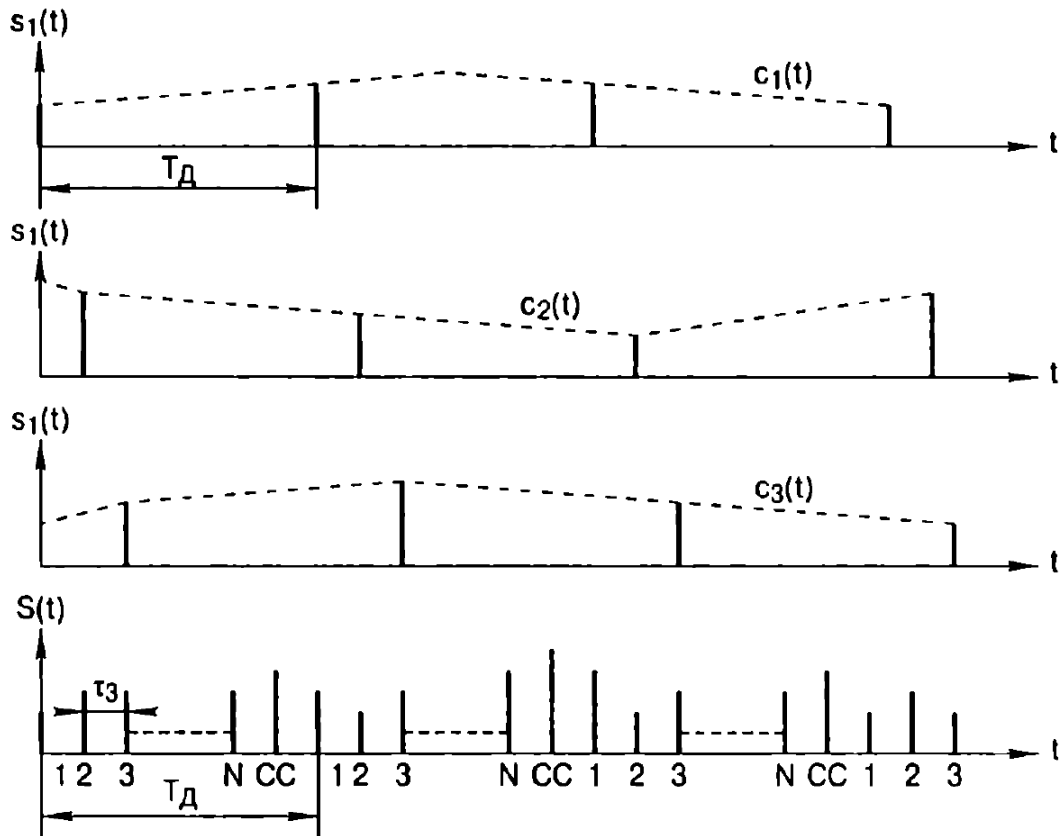 s1(t)
c1(t)
t
TД
s1(t)
c2(t)
t
s1(t)
c3(t)
t
S(t)
τ3
t
1 2 3 N CC 1 2 3 N CC 1 2 3 N CC 1 2 3
TД